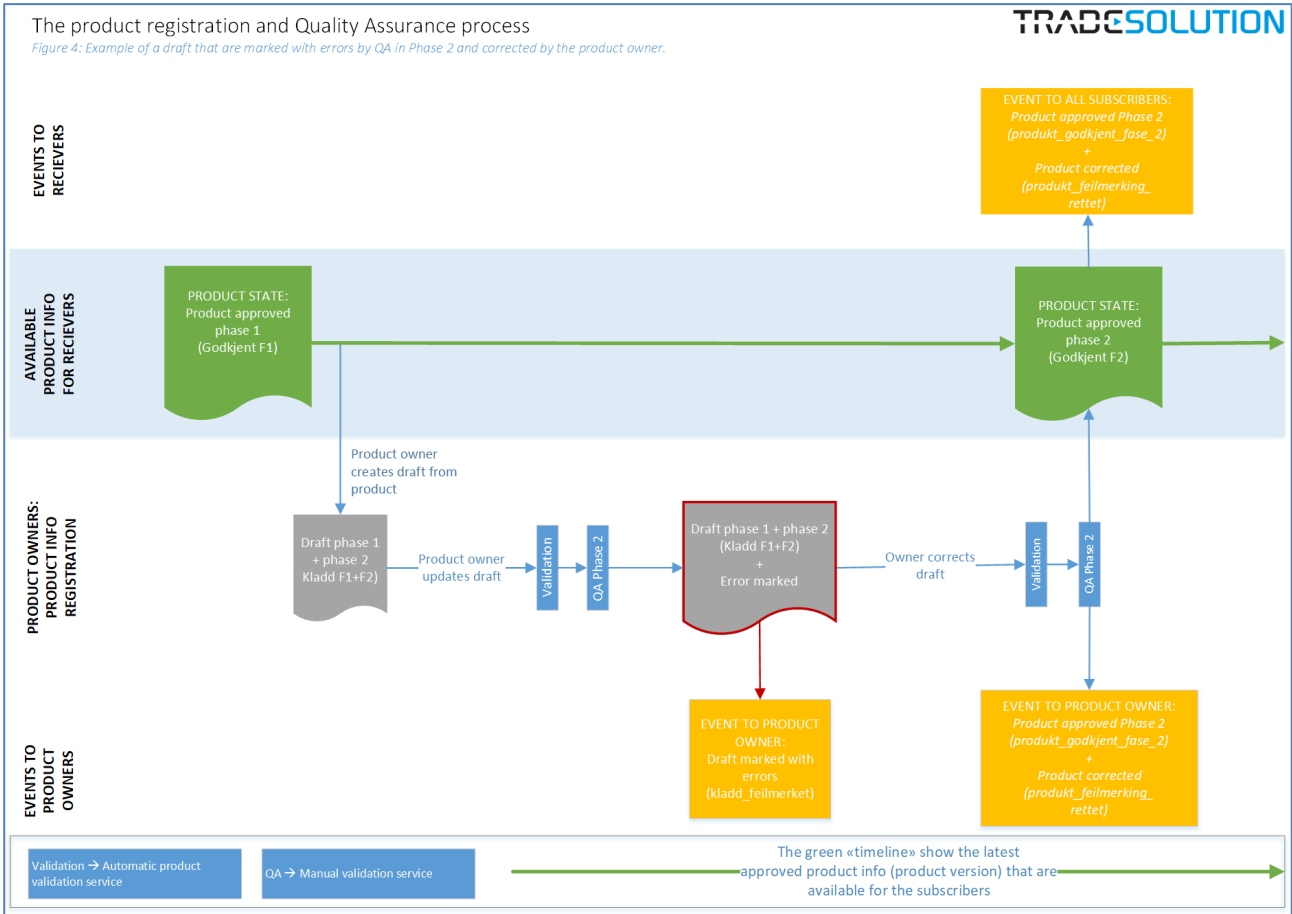 The product registration and Quality Assurance process
TRADESOLUTION
Figure 4: Example of a draft that are marked with errors by QA in Phase 2 and corrected by the product owner.
EVENTS TO
RECIEVERS
EVENT TO ALL SUBSCRIBERS:
Product approved Phase 2
(produkt_godkjent_fase_2)
+
Product corrected
(produkt_feilmerking_
rettet)
AVAILABLE
PRODUCT INFO
FOR RECIEVERS
PRODUCT STATE:
Product approved
phase 1
(Godkjent F1)
PRODUCT STATE:
Product approved
phase 2
(Godkjent F2)
PRODUCT OWNERS:
PRODUCT INFO
REGISTRATION
Product owner
creates draft from
product
Draft phase 1
+ phase 2
Kladd F1+F2)
Product owner
updates draft
Validation
QA Phase 2
Draft phase 1 + phase 2
(Kladd F1+F2)
+
Error marked
Owner corrects
draft
Validation
QA Phase 2
EVENTS TO
PRODUCT
OWNERS
EVENT TO PRODUCT
OWNER:
Draft marked with
errors
(kladd_feilmerket)
EVENT TO PRODUCT OWNER:
Product approved Phase 2
(produkt_godkjent_fase_2)
+
Product corrected
(produkt_feilmerking_
rettet)
Validation → Automatic product
validation service
QA → Manual validation service
The green «timeline» show the latest
approved product info (product version) that are
available for the subscribers